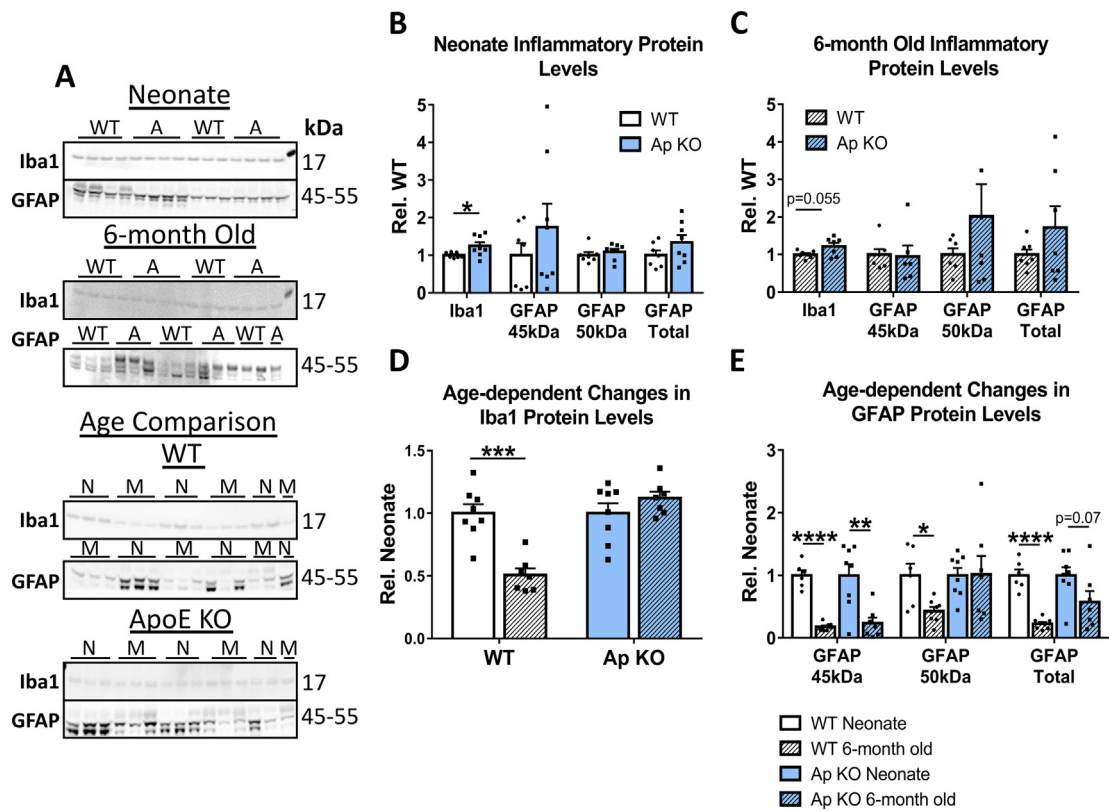 A
Neonate
WT A WT A kDa
Iba1 17
GFAP 45-55
6-month Old
WT A WT A
Iba1 17
GFAP WT A WT A WT A
45-55
Age Comparison
WT
N M N M N M
Iba1 17
M N M N M N
GFAP 45-55
ApoE KO
N M N M N M
Iba1 17
GFAP 45-55
B
Neonate Inflammatory Protein
Levels
Rel. WT
5
4
3
2
1
0
WT
Ap KO
*
Iba1 GFAP GFAP GFAP
45kDa 50kDa Total
C
6-month Old Inflammatory
Protein Levels
Rel. WT
5
4
3
2
1
0
WT
Ap KO
p=0.055
Iba1 GFAP GFAP GFAP
45kDa 50kDa Total
D
Age-dependent Changes in
Iba1 Protein Levels
Rel. Neonate
1.5
1.0
0.5
0.0
***
WT Ap KO
E
Age-dependent Changes in
GFAP Protein Levels
Rel. Neonate
3
2
1
0
**** ** * **** p=0.07
GFAP GFAP GFAP
45kDa 50kDa Total
WT Neonate
WT 6-month old
Ap KO Neonate
Ap KO 6-month old